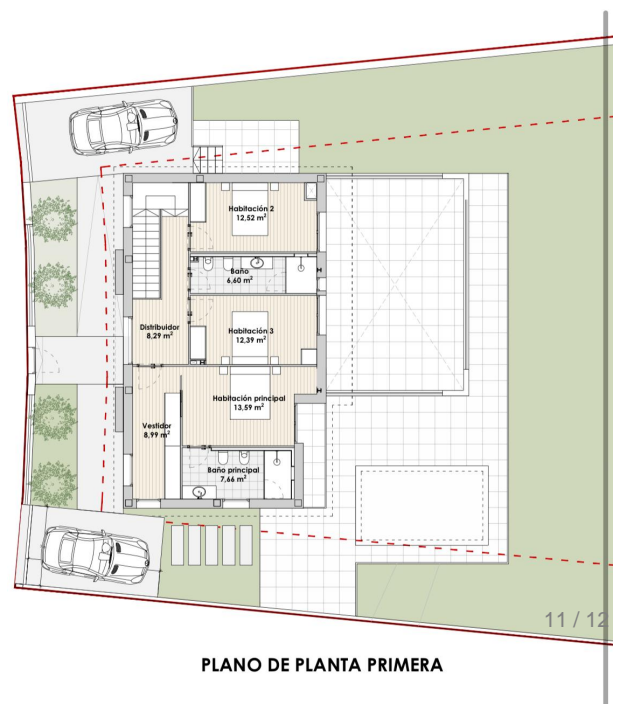 Habitación 2
12,52 m²
Baño
6,60 m²
Distribuidor
8,29 m²
Habitación 3
12,39 m²
Habitación principal
13,59 m²
Vestidor
8,99 m²
Baño principal
7,66 m²
11 / 12
PLANO DE PLANTA PRIMERA